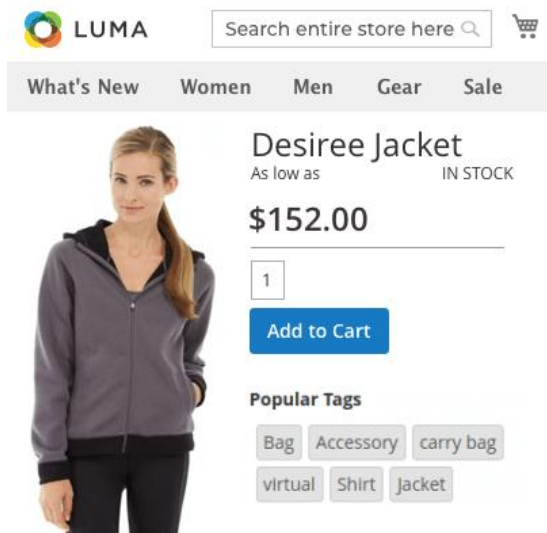 LUMA
Search entire store here
What's New Women Men Gear Sale
Desiree Jacket
As low as IN STOCK
$152.00
1
Add to Cart
Popular Tags
Bag Accessory carry bag
virtual Shirt Jacket